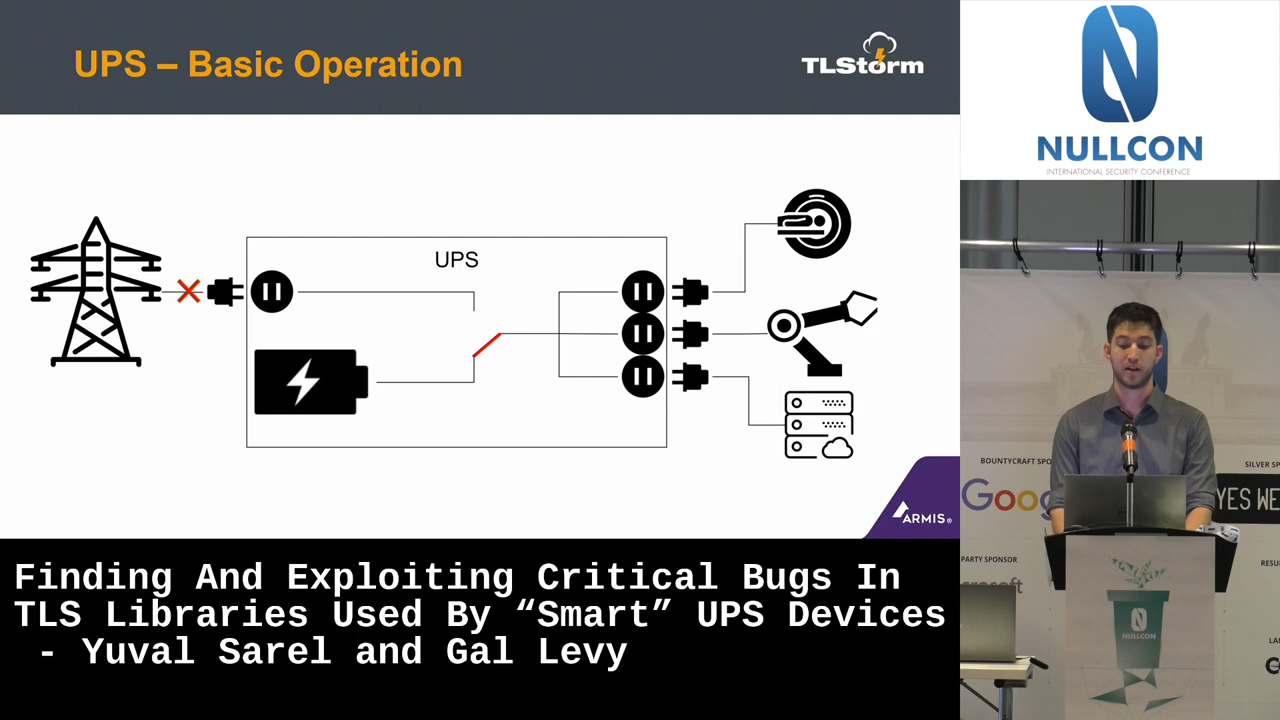 UPS – Basic Operation
TLStorm
UPS
ARMIS®
NULLCON
INTERNATIONAL SECURITY CONFERENCE
BOUNTYCRAFT SPO
SILVER SP
Goog
YES WE
PARTY SPONSOR
RESU
NULLCON
LA
Finding And Exploiting Critical Bugs In
TLS Libraries Used By “Smart” UPS Devices
- Yuval Sarel and Gal Levy